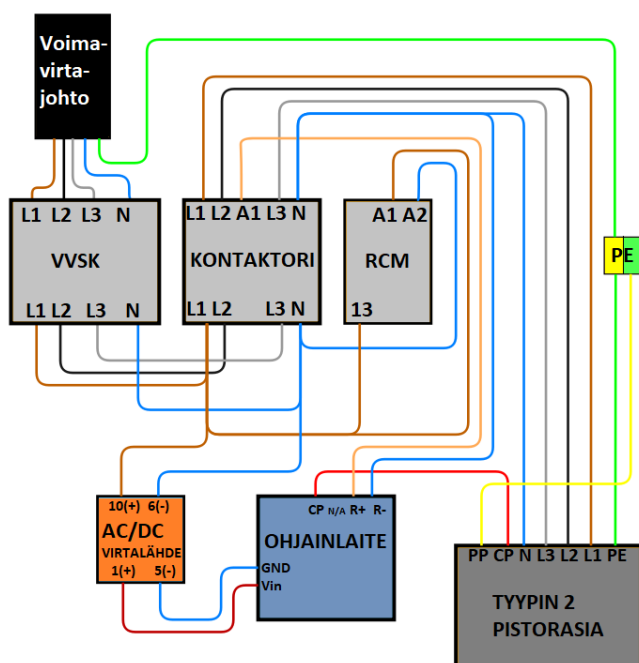 Voima-
virta-
johto
L1 L2 L3 N
VVSK
L1 L2 L3 N
L1 L2 A1 L3 N
KONTAKTORI
L1 L2 L3 N
A1 A2
RCM
13
PE
10(+) 6(-)
AC/DC
VIRTALÄHDE
1(+) 5(-)
CP N/A R+ R-
OHJAINLAITE
GND
Vin
PP CP N L3 L2 L1 PE
TYYPIN 2
PISTORASIA